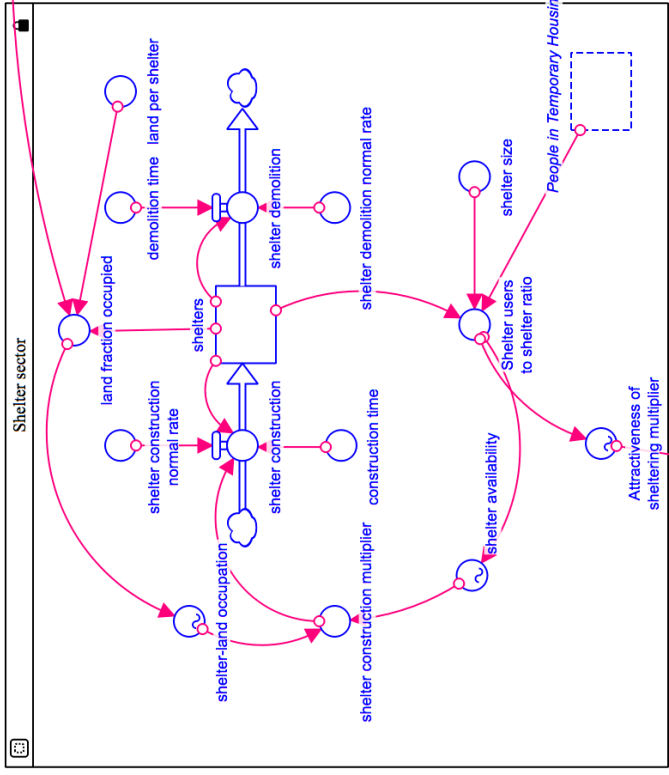 Shelter sector
land fraction occupied
shelter construction
normal rate
demolition time
land per shelter
shelters
shelter-land occupation
shelter construction
shelter demolition
shelter construction multiplier
construction time
shelter demolition normal rate
shelter availability
Shelter users
to shelter ratio
shelter size
People in Temporary Housin
Attractiveness of
sheltering multiplier